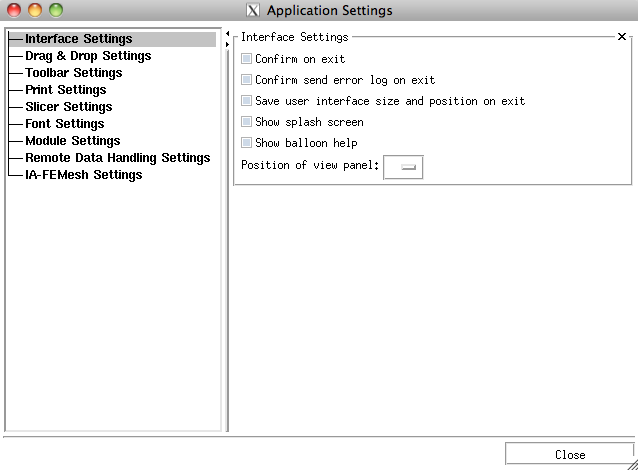 Application Settings
Interface Settings
Drag & Drop Settings
Toolbar Settings
Print Settings
Slicer Settings
Font Settings
Module Settings
Remote Data Handling Settings
IA-FEMesh Settings
Interface Settings
Confirm on exit
Confirm send error log on exit
Save user interface size and position on exit
Show splash screen
Show balloon help
Position of view panel:
Close